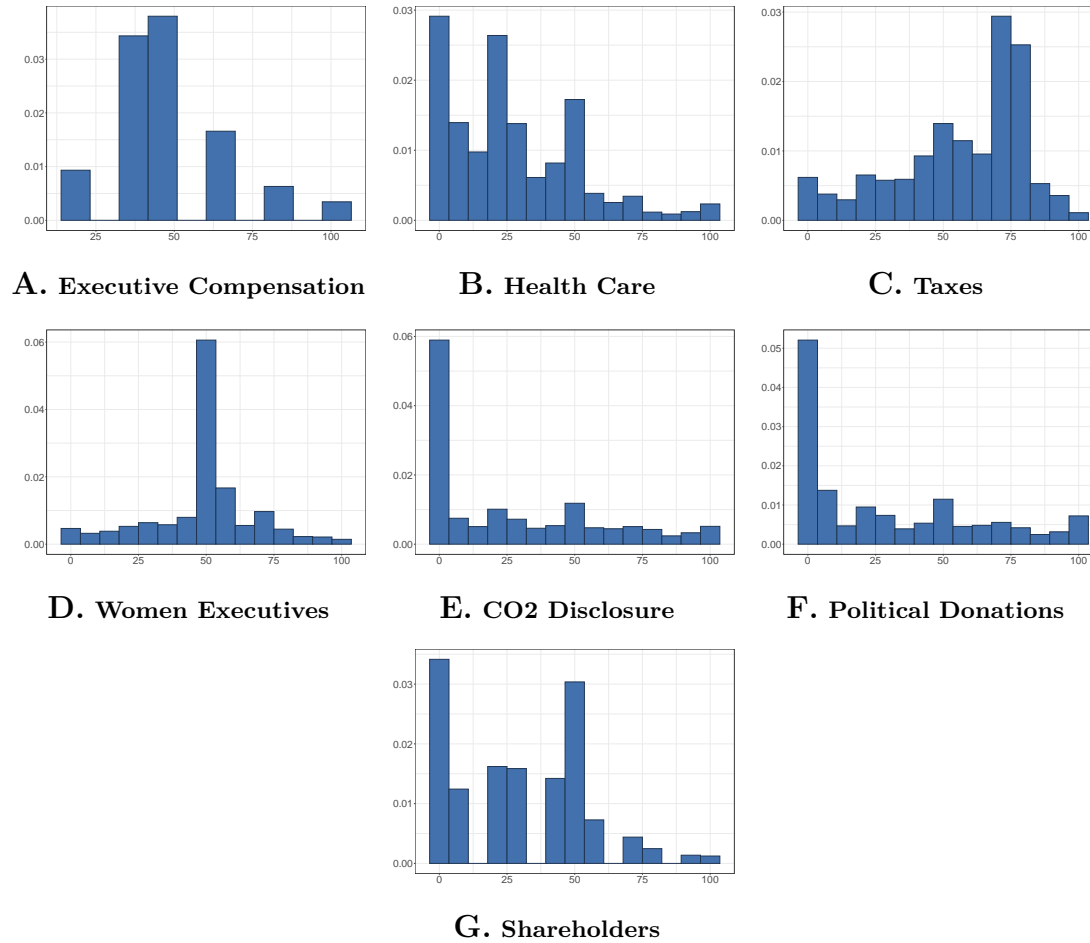 0.03
0.02
0.01
0.00
25 50 75 100
A. Executive Compensation
0.03
0.02
0.01
0.00
0 25 50 75 100
B. Health Care
0.03
0.02
0.01
0.00
0 25 50 75 100
C. Taxes
0.06
0.04
0.02
0.00
0 25 50 75 100
D. Women Executives
0.06
0.04
0.02
0.00
0 25 50 75 100
E. CO2 Disclosure
0.05
0.04
0.03
0.02
0.01
0.00
0 25 50 75 100
F. Political Donations
0.03
0.02
0.01
0.00
0 25 50 75 100
G. Shareholders